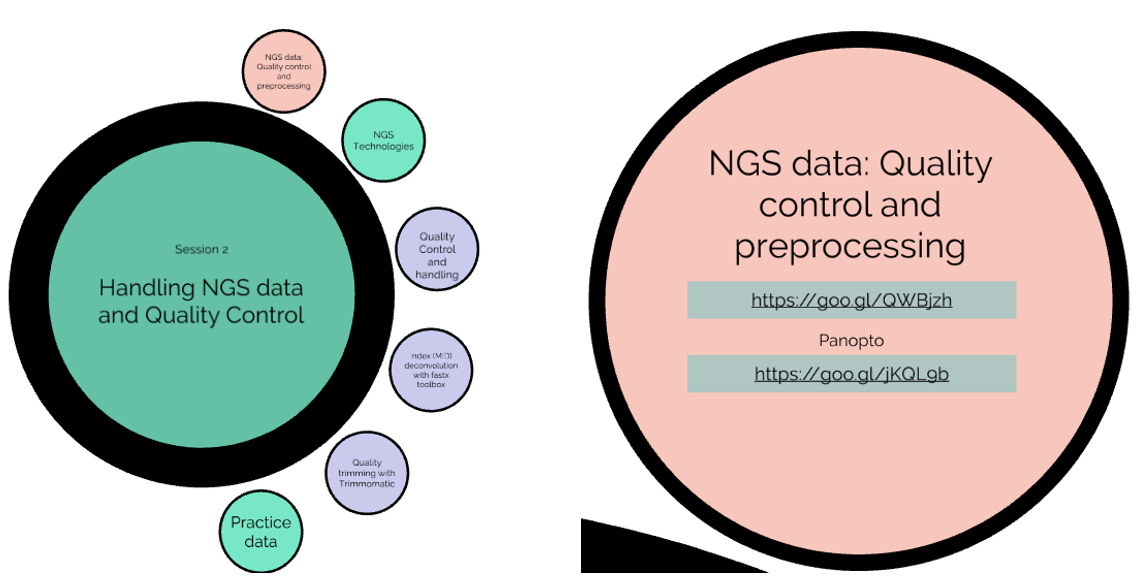 NGS data:
Quality control
and
preprocessing
NGS
Technologies
Quality
Control
and
handling
Index (MID)
deconvolution
with fastx
toolbox
Quality
trimming with
Trimmomatic
Practice
data
Session 2
Handling NGS data
and Quality Control
NGS data: Quality
control and
preprocessing
https://goo.gl/QWBjzh
Panopto
https://goo.gl/jKQL9b